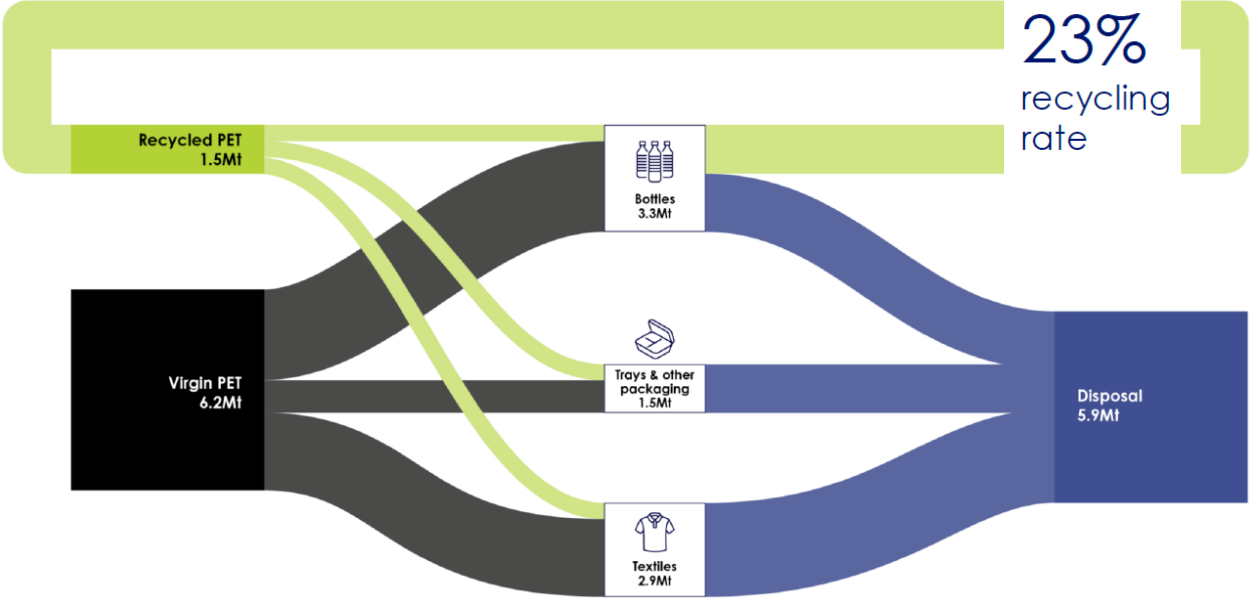 23%
recycling
rate
Recycled PET
1.5Mt
Bottles
3.3Mt
Virgin PET
6.2Mt
Trays & other
packaging
1.5Mt
Disposal
5.9Mt
Textiles
2.9Mt